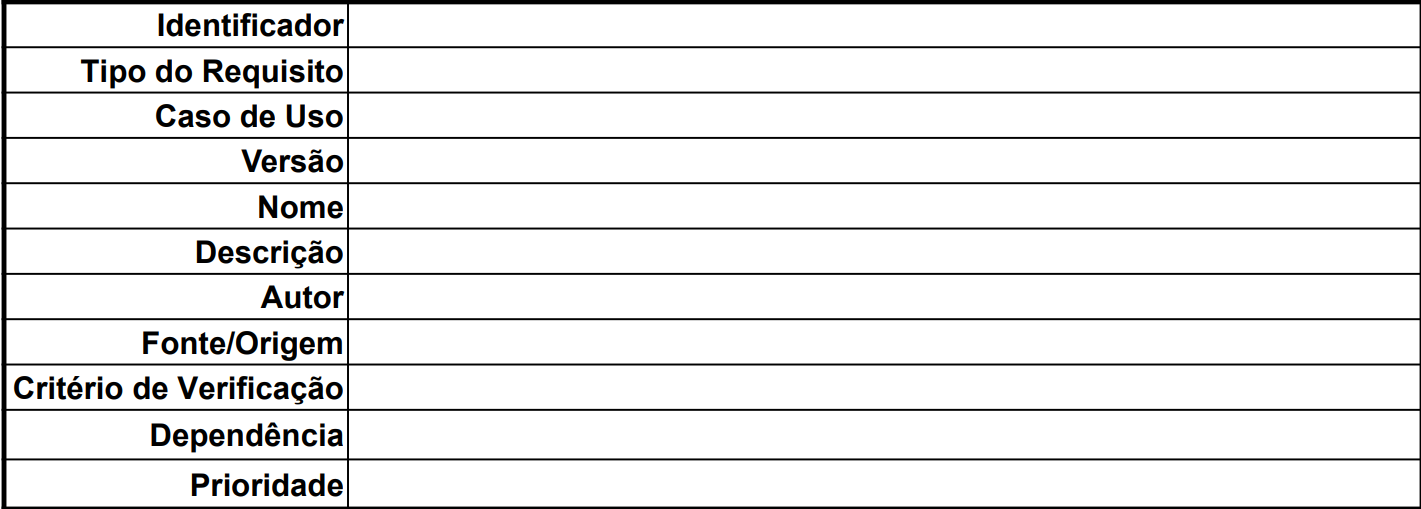 Identificador
Tipo do Requisito
Caso de Uso
Versão
Nome
Descrição
Autor
Fonte/Origem
Critério de Verificação
Dependência
Prioridade